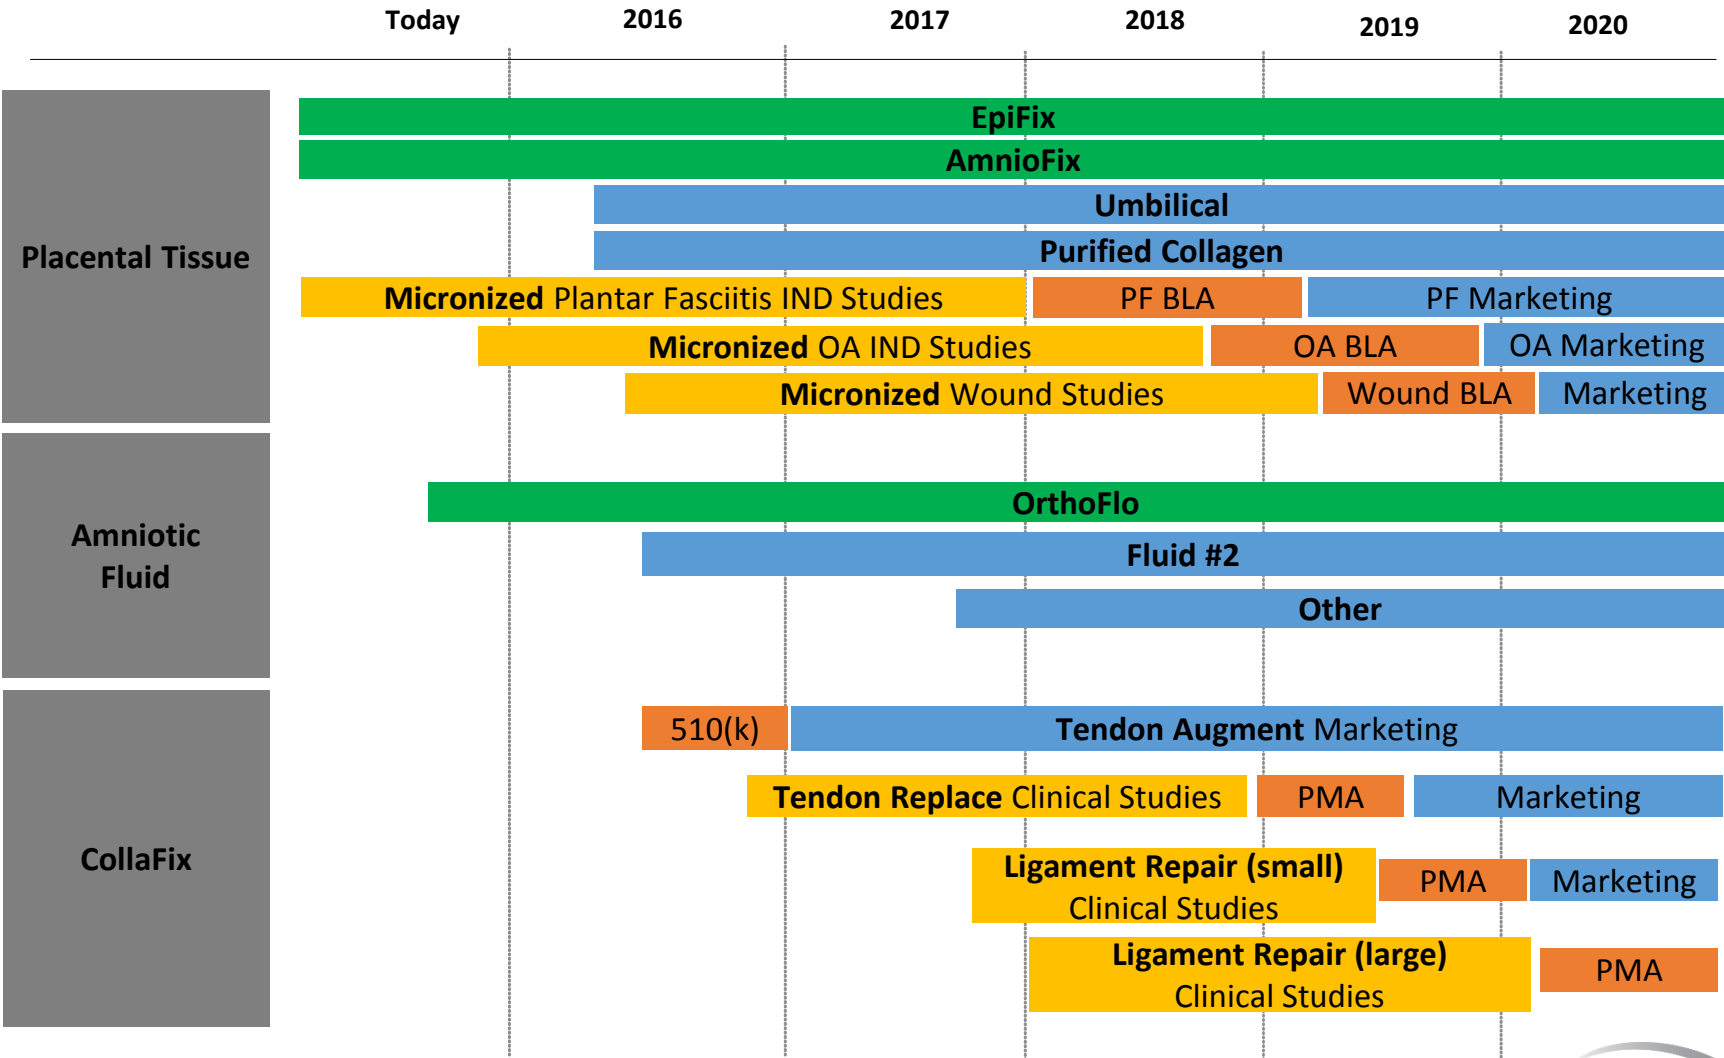 Today 2016 2017 2018 2019 2020
Placental Tissue
EpiFix
AmnioFix
Umbilical
Purified Collagen
Micronized Plantar Fasciitis IND Studies PF BLA PF Marketing
Micronized OA IND Studies OA BLA OA Marketing
Micronized Wound Studies Wound BLA Marketing
Amniotic
Fluid
OrthoFlo
Fluid #2
Other
CollaFix
510(k) Tendon Augment Marketing
Tendon Replace Clinical Studies PMA Marketing
Ligament Repair (small)
Clinical Studies
PMA Marketing
Ligament Repair (large)
Clinical Studies
PMA